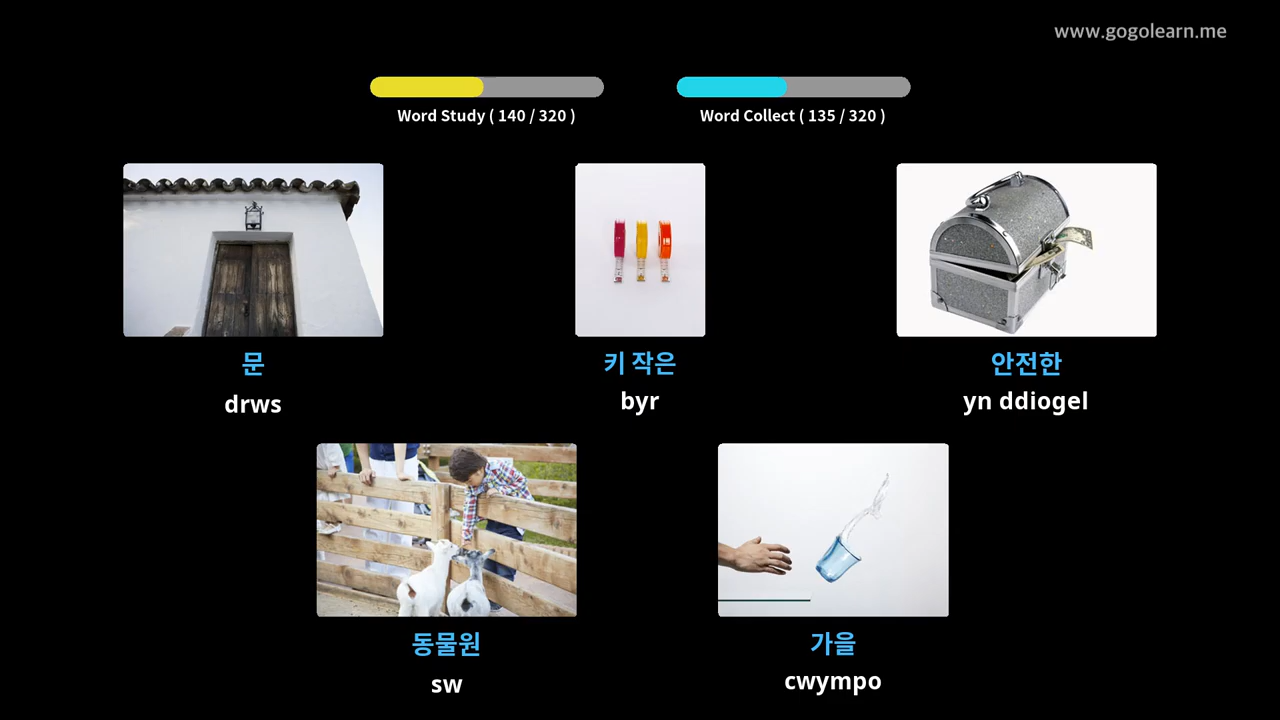 www.gogolearn.me
Word Study ( 140 / 320 )
Word Collect ( 135 / 320 )
문
drws
키 작은
byr
안전한
yn ddiogel
동물원
sw
가을
cwympo